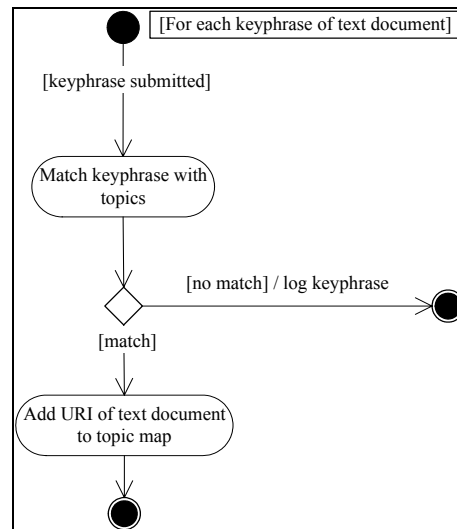 [For each keyphrase of text document]
[keyphrase submitted]
Match keyphrase with
topics
[no match] / log keyphrase
[match]
Add URI of text document
to topic map